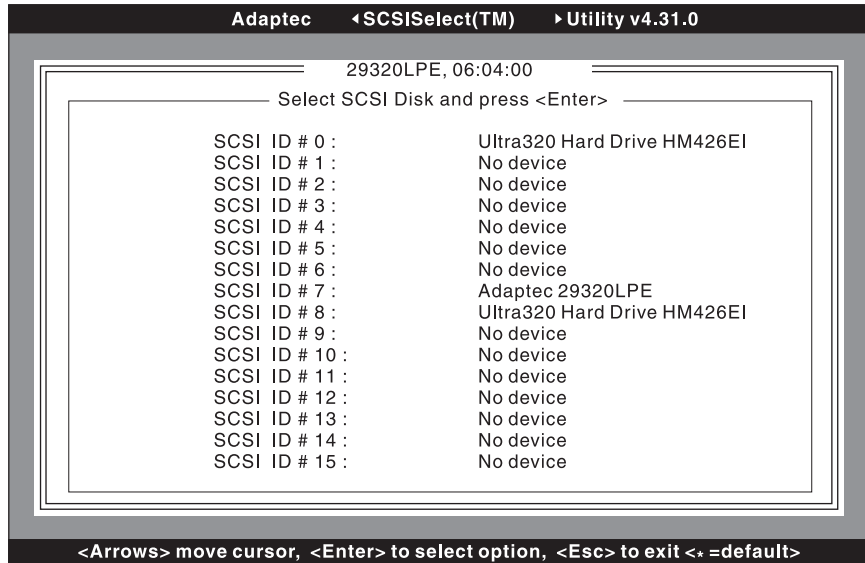 Adaptec ◂SCSISelect(TM) ▸Utility v4.31.0
29320LPE, 06:04:00
Select SCSI Disk and press <Enter>
SCSI ID # 0 : Ultra320 Hard Drive HM426EI
SCSI ID # 1 : No device
SCSI ID # 2 : No device
SCSI ID # 3 : No device
SCSI ID # 4 : No device
SCSI ID # 5 : No device
SCSI ID # 6 : No device
SCSI ID # 7 : Adaptec 29320LPE
SCSI ID # 8 : Ultra320 Hard Drive HM426EI
SCSI ID # 9 : No device
SCSI ID # 10 : No device
SCSI ID # 11 : No device
SCSI ID # 12 : No device
SCSI ID # 13 : No device
SCSI ID # 14 : No device
SCSI ID # 15 : No device
<Arrows> move cursor, <Enter> to select option, <Esc> to exit <* =default>